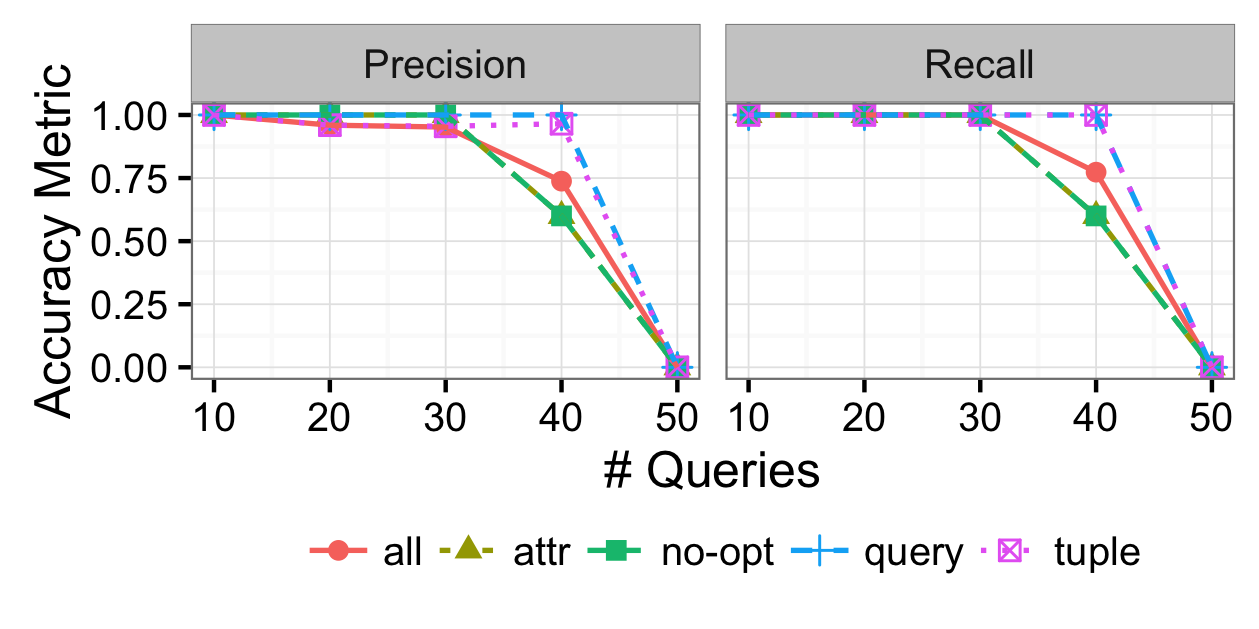 Precision Recall
Accuracy Metric
1.00
0.75
0.50
0.25
0.00
10 20 30 40 50 10 20 30 40 50
# Queries
all attr no-opt query tuple